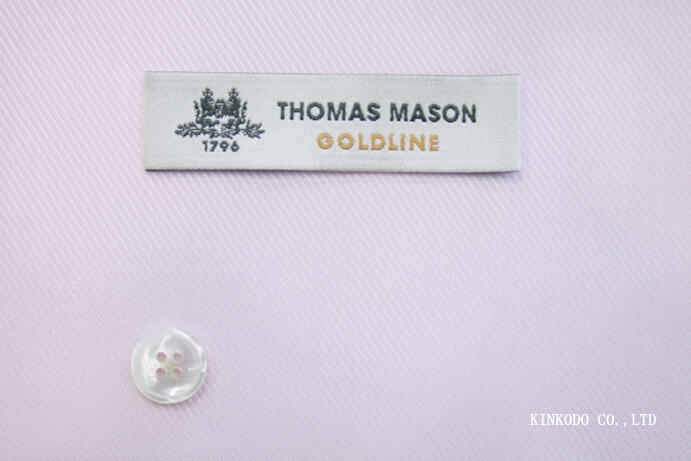 THOMAS MASON
GOLDLINE
1796
KINKODO CO.,LTD